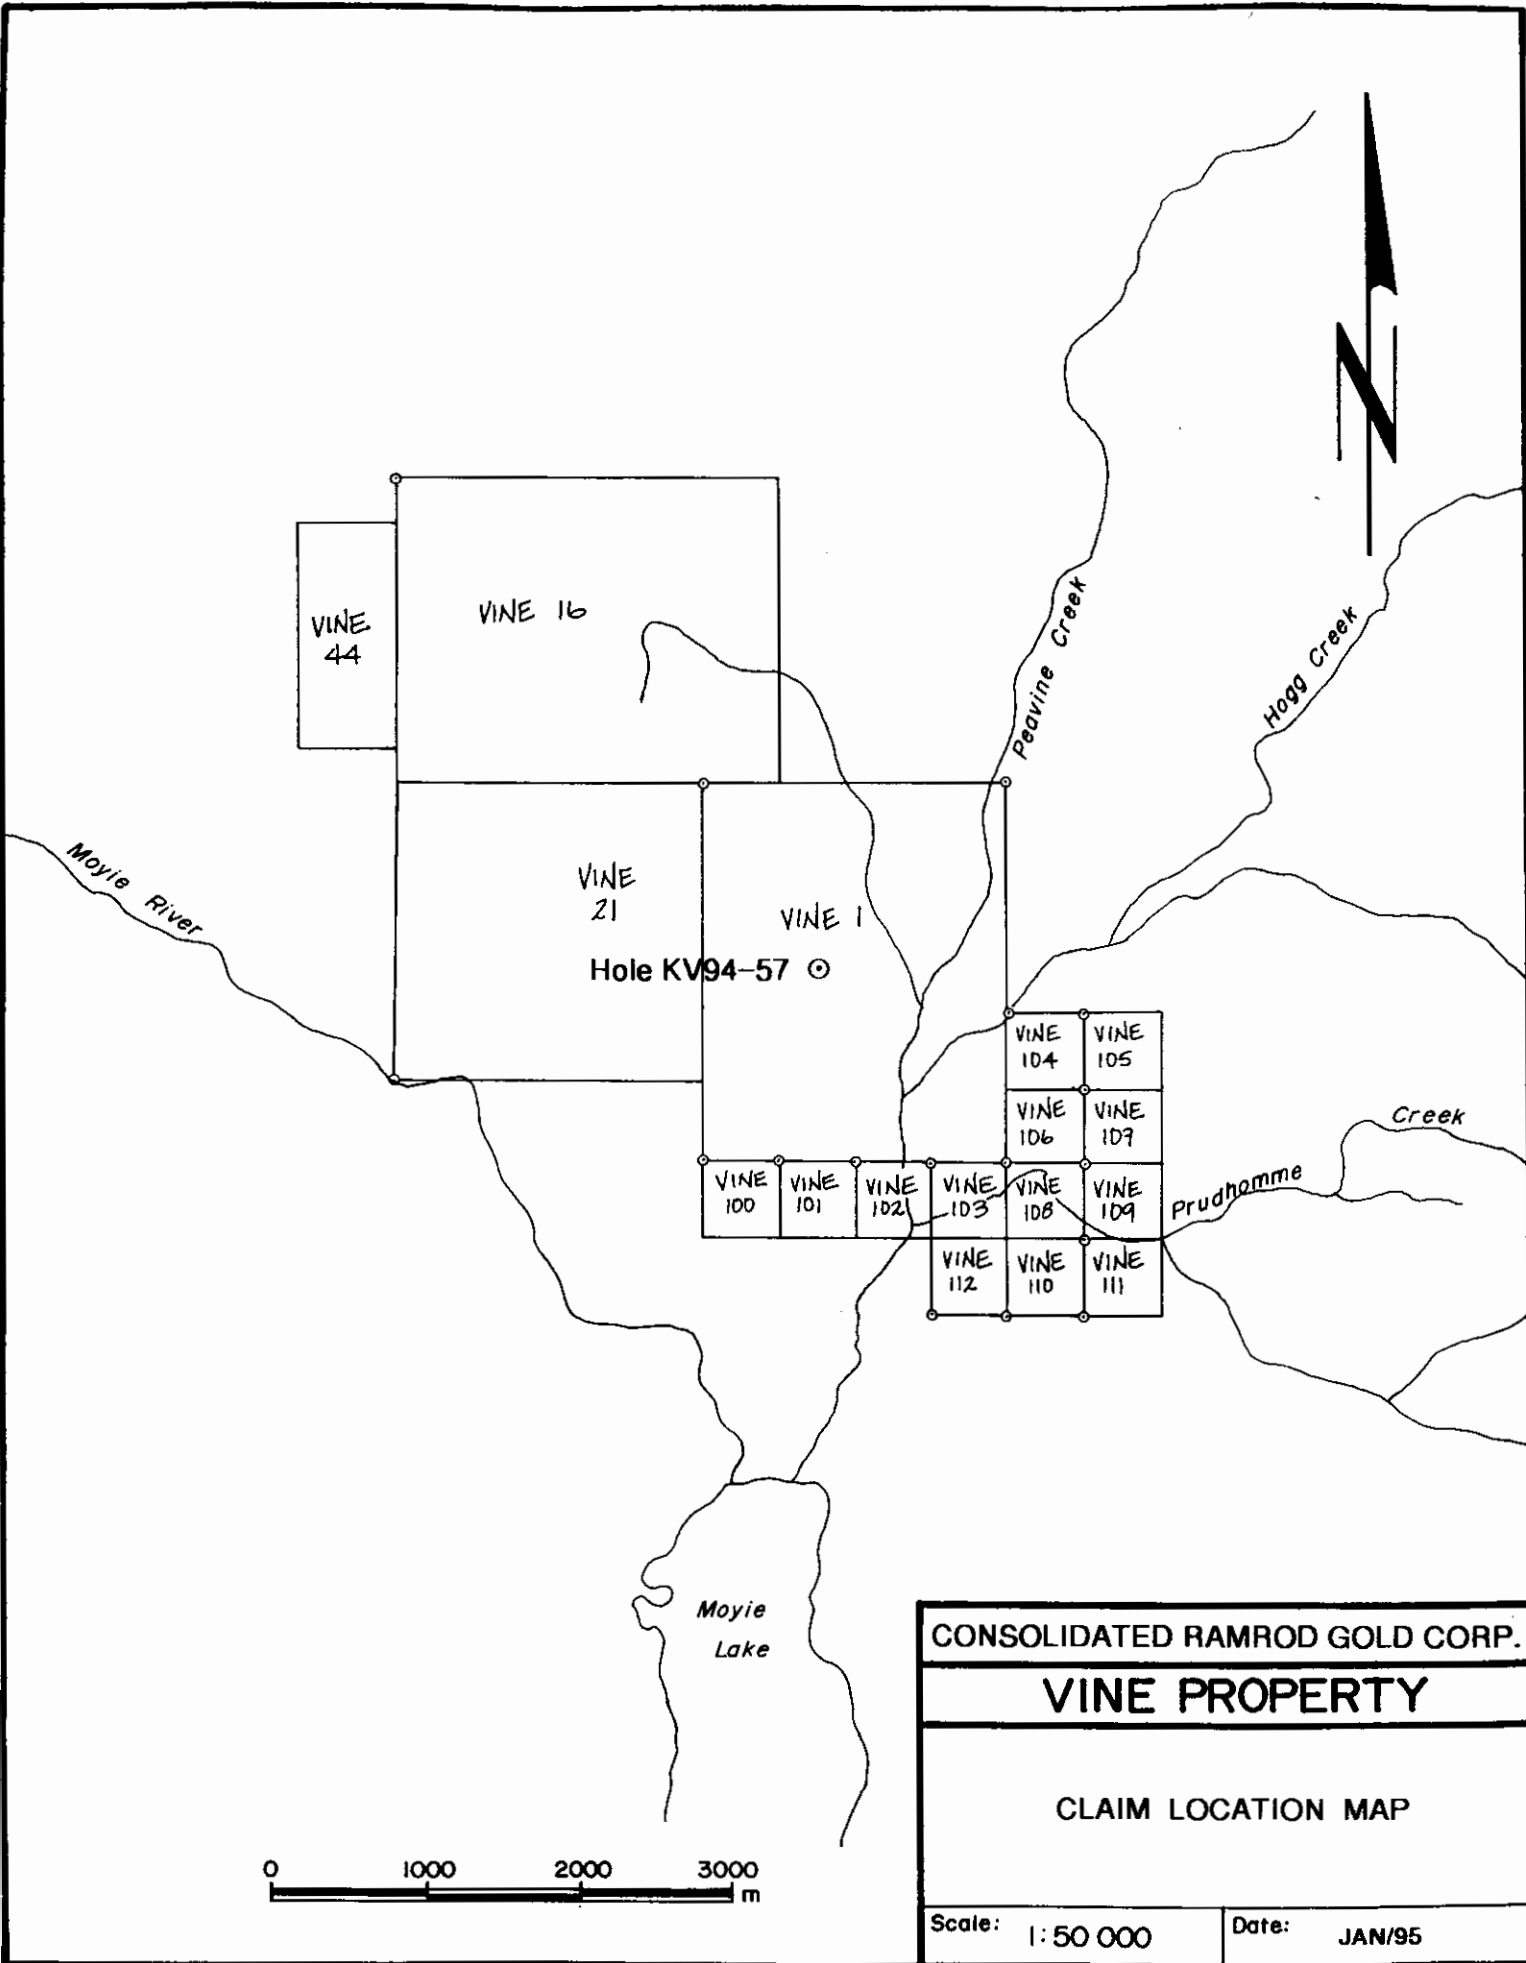 N
VINE
44
VINE 16
Peavine Creek
Hagg Creek
Moyie River
VINE
21
VINE 1
Hole KV94-57
VINE
104
VINE
105
VINE
106
VINE
107
Creek
Prudhomme
VINE
100
VINE
101
VINE
102
VINE
103
VINE
108
VINE
109
VINE
112
VINE
110
VINE
111
Moyie
Lake
CONSOLIDATED RAMROD GOLD CORP.
VINE PROPERTY
CLAIM LOCATION MAP
0 1000 2000 3000
m
Scale: 1:50 000
Date: JAN/95